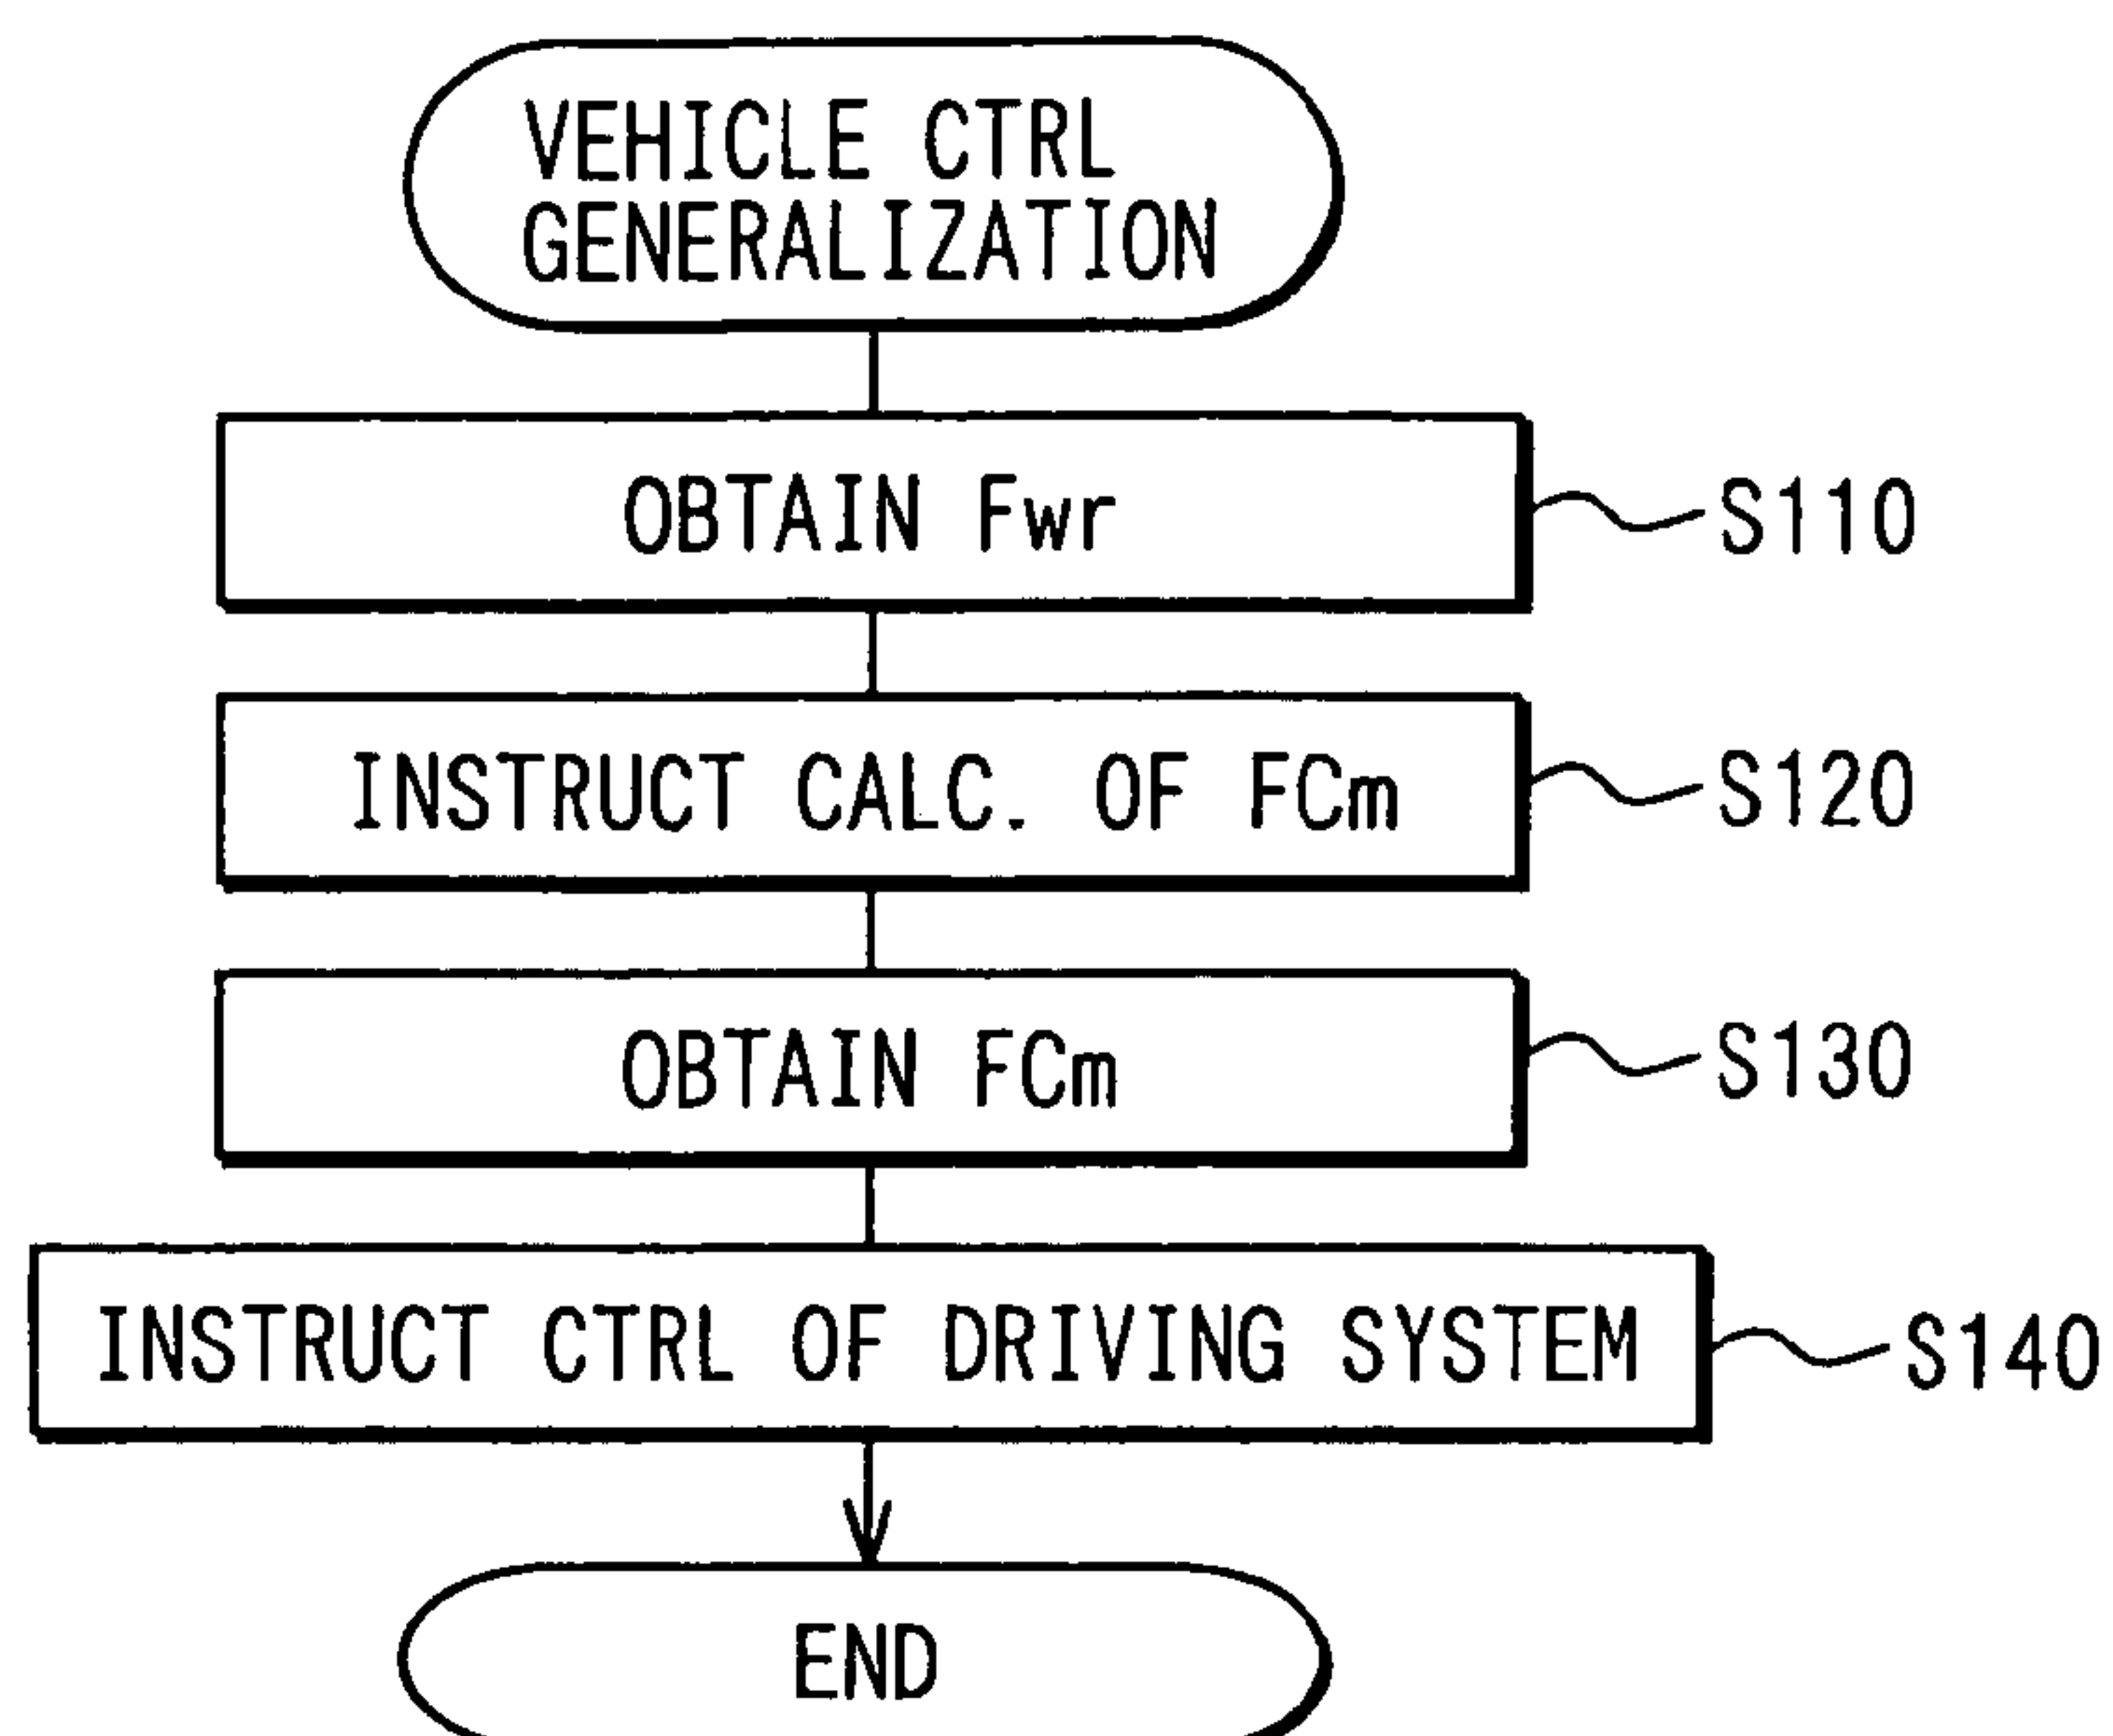 VEHICLE CTRL
GENERALIZATION
OBTAIN Fwr
S110
INSTRUCT CALC. OF FCm
S120
OBTAIN FCm
S130
INSTRUCT CTRL OF DRIVING SYSTEM
S140
END